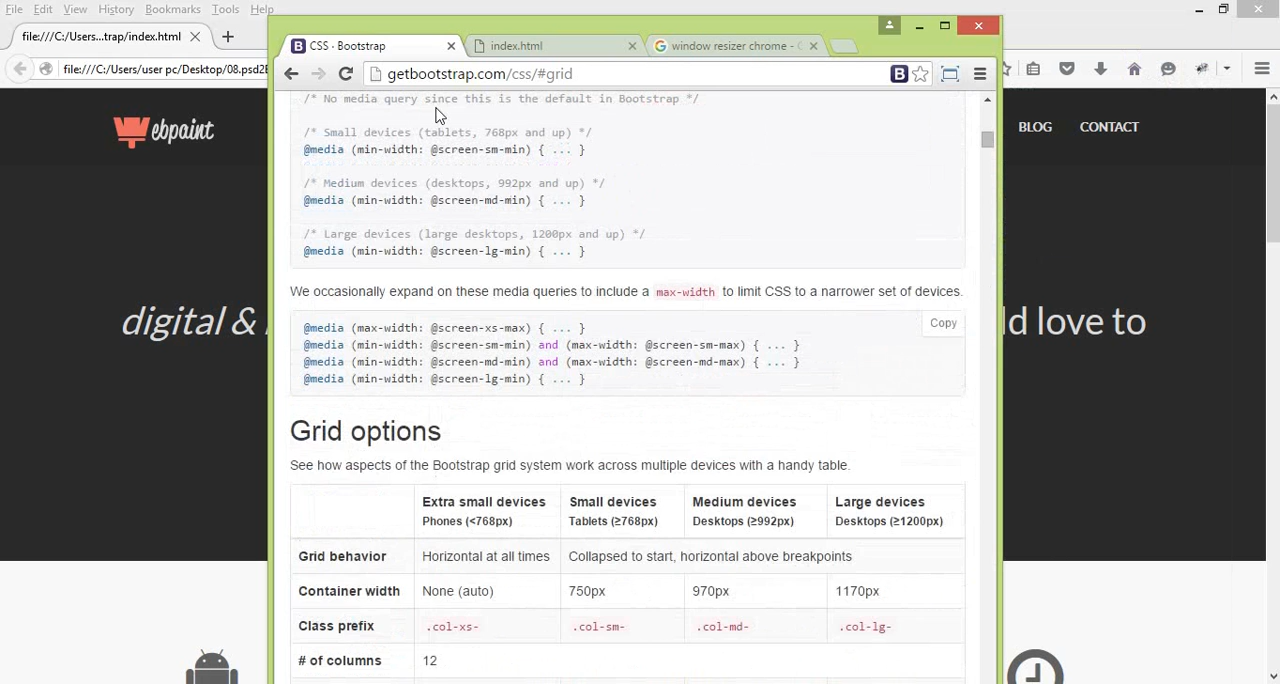 File Edit View History Bookmarks Tools Help
file:///C:/Users...trap/index.html
file:///C:/Users/user pc/Desktop/08.psd2
CSS · Bootstrap
index.html
window resizer chrome -
getbootstrap.com/css/#grid
ebpaint
BLOG CONTACT
digital &
ld love to
/* No media query since this is the default in Bootstrap */
/* Small devices (tablets, 768px and up) */
@media (min-width: @screen-sm-min) { ... }
/* Medium devices (desktops, 992px and up) */
@media (min-width: @screen-md-min) { ... }
/* Large devices (large desktops, 1200px and up) */
@media (min-width: @screen-lg-min) { ... }
We occasionally expand on these media queries to include a max-width to limit CSS to a narrower set of devices.
Copy
@media (max-width: @screen-xs-max) { ... }
@media (min-width: @screen-sm-min) and (max-width: @screen-sm-max) { ... }
@media (min-width: @screen-md-min) and (max-width: @screen-md-max) { ... }
@media (min-width: @screen-lg-min) { ... }
Grid options
See how aspects of the Bootstrap grid system work across multiple devices with a handy table.
Extra small devices Small devices Medium devices Large devices
Phones (<768px) Tablets (≥768px) Desktops (≥992px) Desktops (≥1200px)
Grid behavior Horizontal at all times Collapsed to start, horizontal above breakpoints
Container width None (auto) 750px 970px 1170px
Class prefix .col-xs- .col-sm- .col-md- .col-lg-
# of columns 12